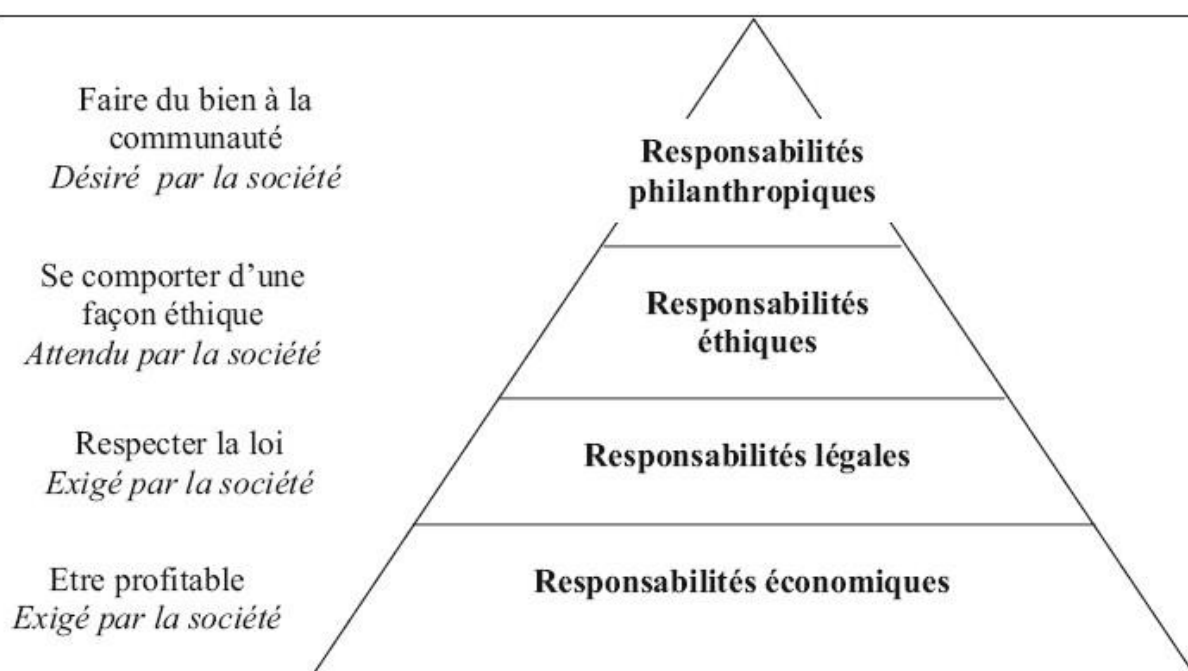 Faire du bien à la
communauté
Désiré par la société
Responsabilités
philanthropiques
Se comporter d'une
façon éthique
Attendu par la société
Responsabilités
éthiques
Respecter la loi
Exigé par la société
Responsabilités légales
Etre profitable
Exigé par la société
Responsabilités économiques